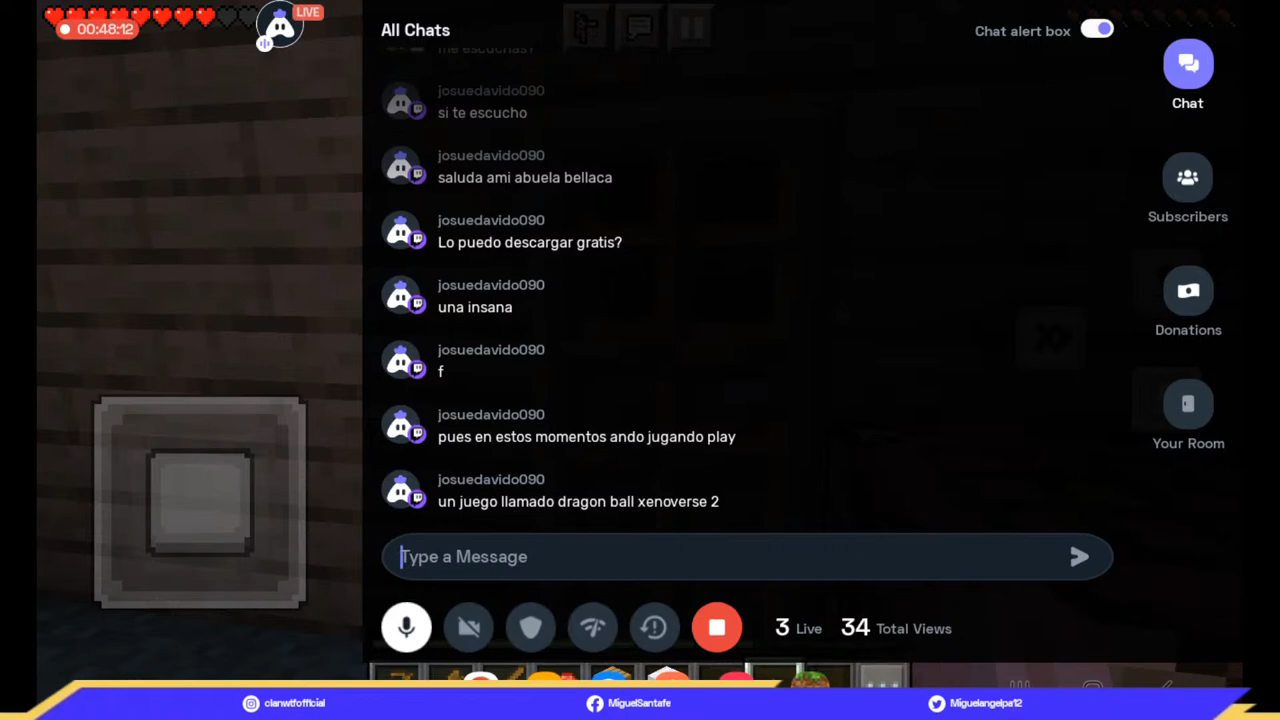 LIVE
00:48:12
All Chats
Chat alert box
me escuchas?
josuedavido090
si te escucho
josuedavido090
saluda ami abuela bellaca
josuedavido090
Lo puedo descargar gratis?
josuedavido090
una insana
josuedavido090
f
josuedavido090
pues en estos momentos ando jugando play
josuedavido090
un juego llamado dragon ball xenoverse 2
Type a Message
3 Live 34 Total Views
Chat
Subscribers
Donations
Your Room
clanwtfofficial
MiguelSantafe
Miguelangelpa12